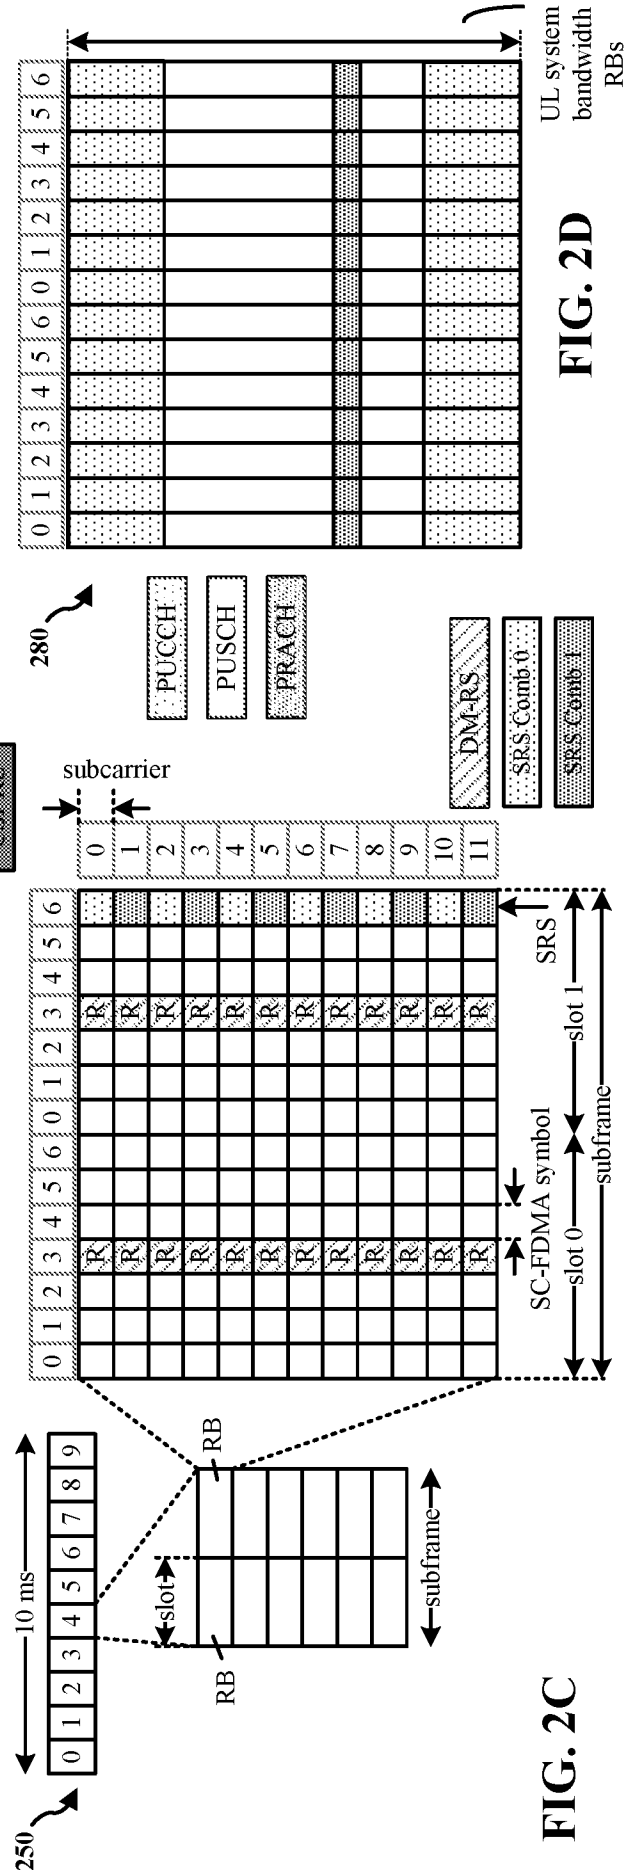 250
10 ms
0 1 2 3 4 5 6 7 8 9
RB
slot
RB
subframe
FIG. 2C
0 1 2 3 4 5 6 0 1 2 3 4 5 6
R R
R R
R R
R R
R R
R R
R R
R R
R R
R R
R R
R R
subcarrier
0
1
2
3
4
5
6
7
8
9
10
11
SC-FDMA symbol
SRS
slot 0
slot 1
subframe
DM-RS
SRS Comb 0
SRS Comb 1
280
PUCCH
PUSCH
PRACH
0 1 2 3 4 5 6 0 1 2 3 4 5 6
UL system
bandwidth
RBs
FIG. 2D